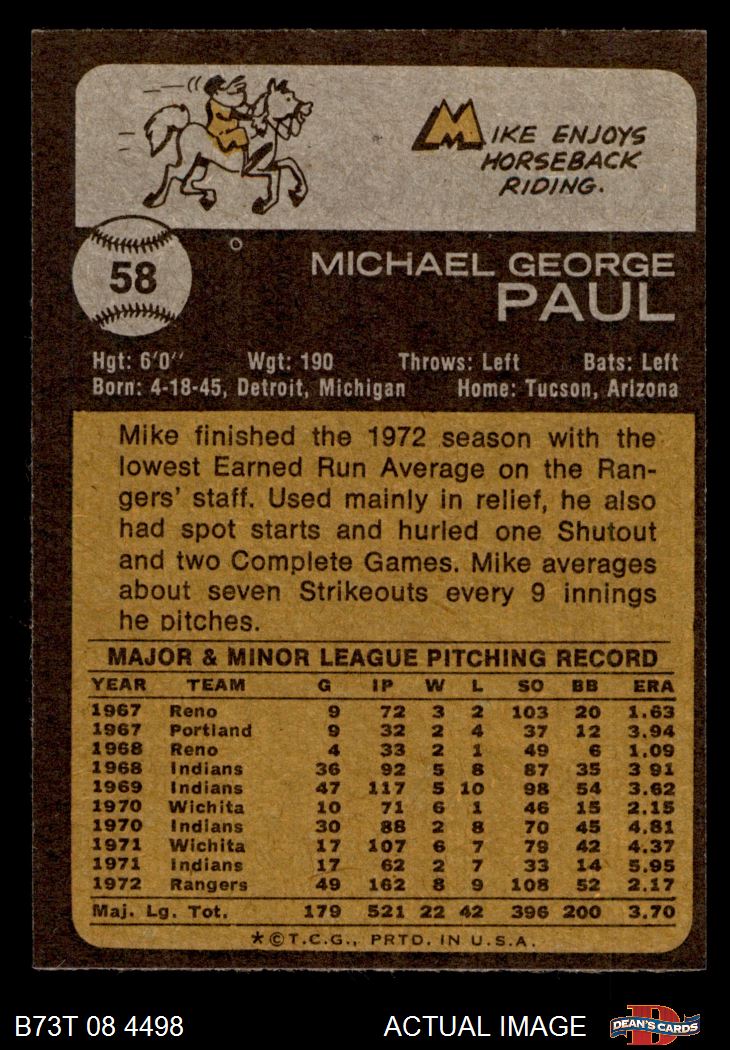 MIKE ENJOYS
HORSEBACK
RIDING.
58
MICHAEL GEORGE
PAUL
Hgt: 6'0" Wgt: 190 Throws: Left Bats: Left
Born: 4-18-45, Detroit, Michigan Home: Tucson, Arizona
Mike finished the 1972 season with the
lowest Earned Run Average on the Ran-
gers' staff. Used mainly in relief, he also
had spot starts and hurled one Shutout
and two Complete Games. Mike averages
about seven Strikeouts every 9 innings
he pitches.
MAJOR & MINOR LEAGUE PITCHING RECORD
YEAR TEAM G IP W L SO BB ERA
1967 Reno 9 72 3 2 103 20 1.63
1967 Portland 9 32 2 4 37 12 3.94
1968 Reno 4 33 2 1 49 6 1.09
1968 Indians 36 92 5 8 87 35 3 91
1969 Indians 47 117 5 10 98 54 3.62
1970 Wichita 10 71 6 1 46 15 2.15
1970 Indians 30 88 2 8 70 45 4.81
1971 Wichita 17 107 6 7 79 42 4.37
1971 Indians 17 62 2 7 33 14 5.95
1972 Rangers 49 162 8 9 108 52 2.17
Maj. Lg. Tot. 179 521 22 42 396 200 3.70
*©T.C.G., PRTD. IN U.S.A.
B73T 08 4498 ACTUAL IMAGE
D
DEAN'S CARDS